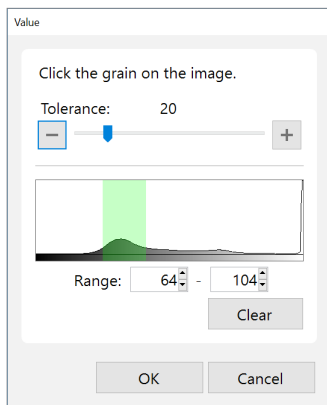 Value
Click the grain on the image.
Tolerance: 20
− +
Range: 64 - 104
Clear
OK Cancel